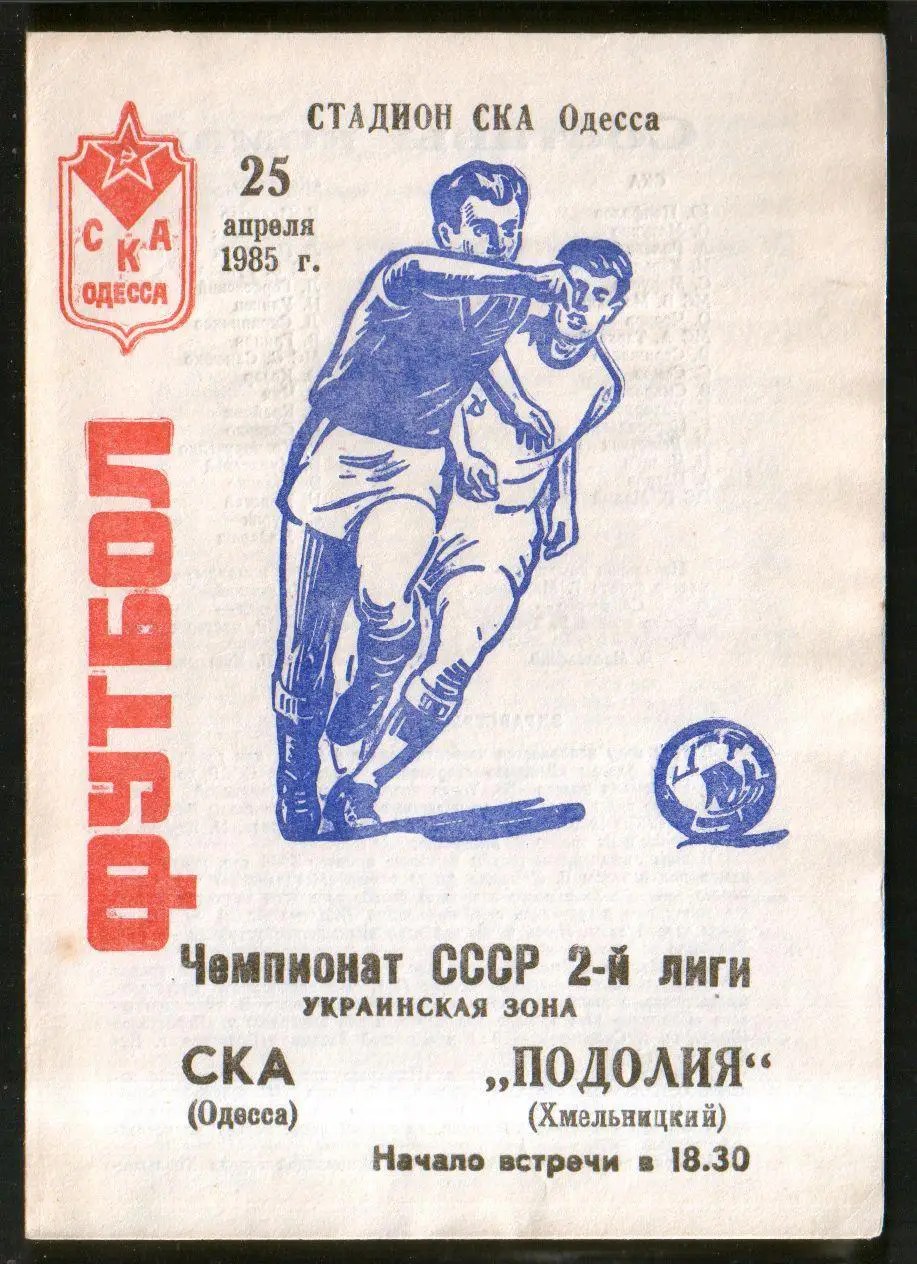 СТАДИОН СКА Одесса
СКА
ОДЕССА
25
апреля
1985 г.
ФУТБОЛ
Чемпионат СССР 2-й лиги
УКРАИНСКАЯ ЗОНА
СКА „ПОДОЛИЯ“
(Одесса) (Хмельницкий)
Начало встречи в 18.30